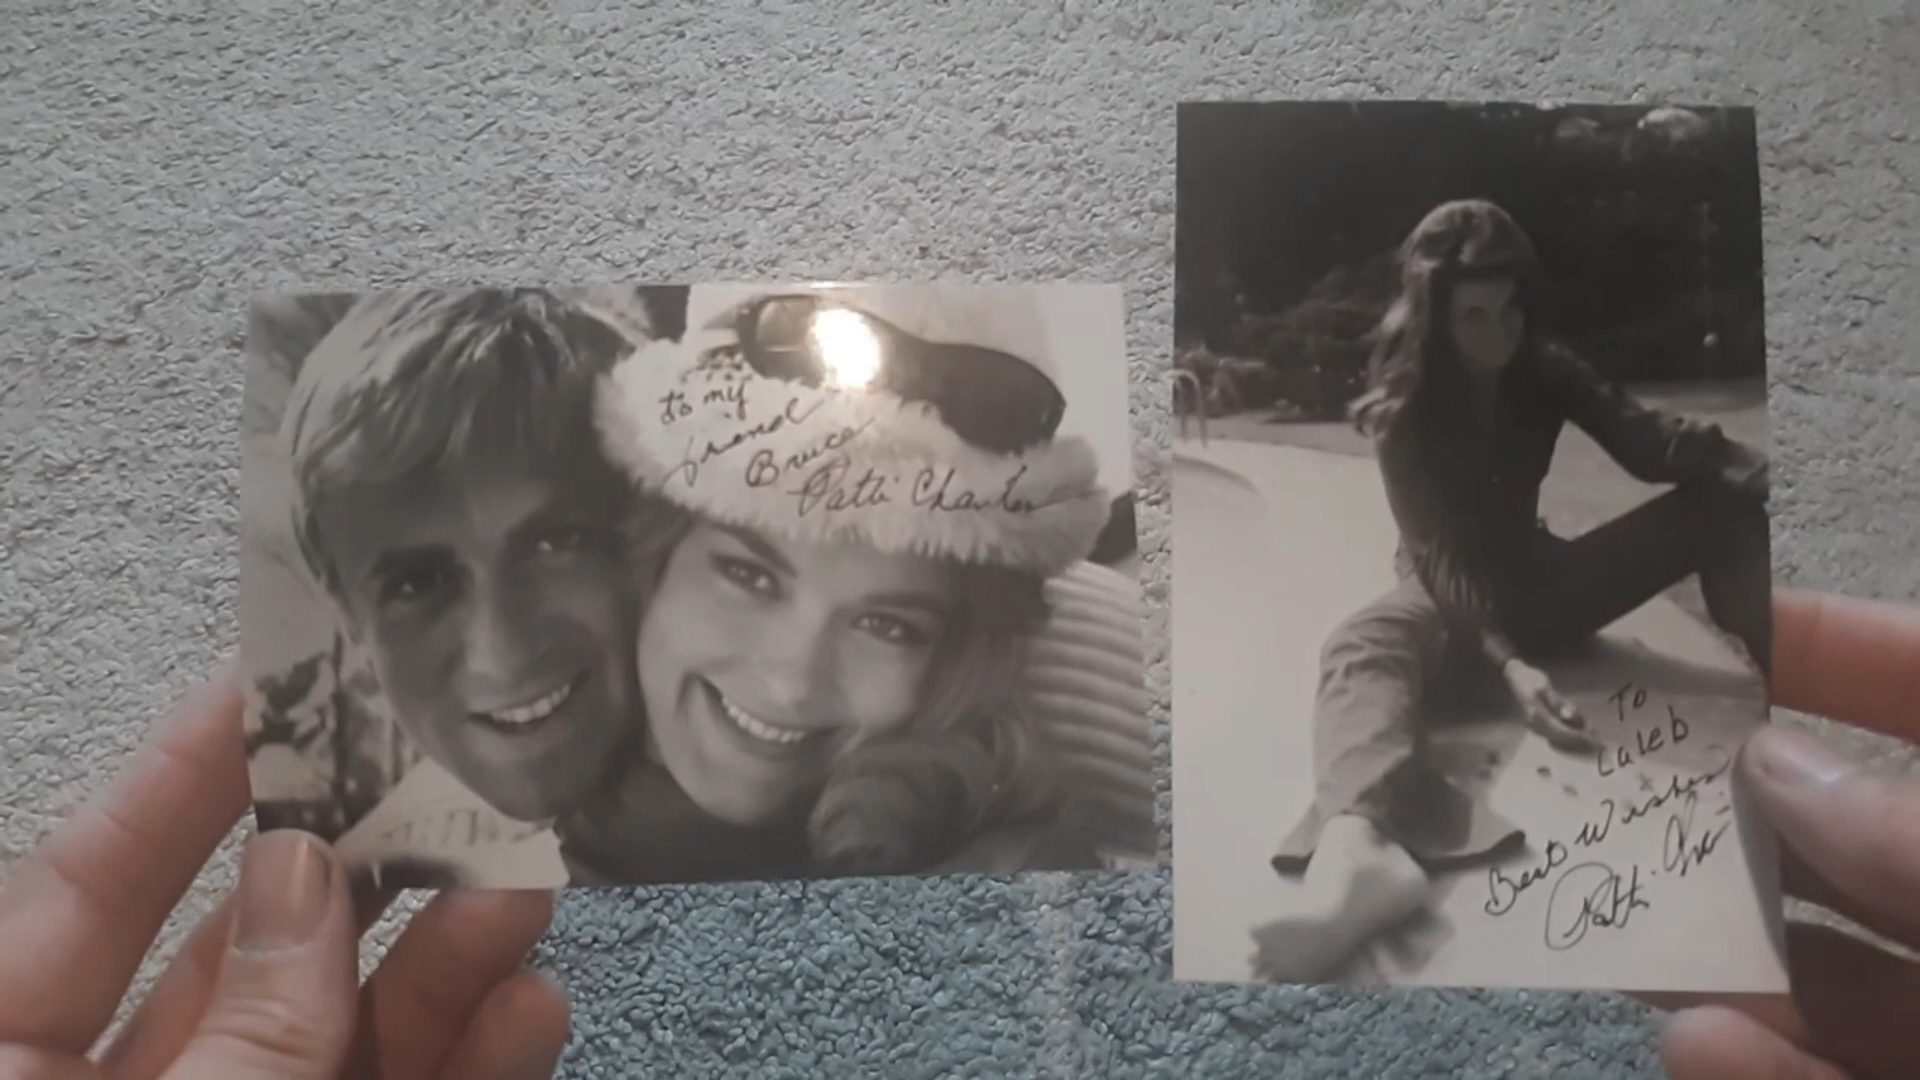 to my
friend
Bruce
Patti Chandler
To
Caleb
Best Wishes
Patti